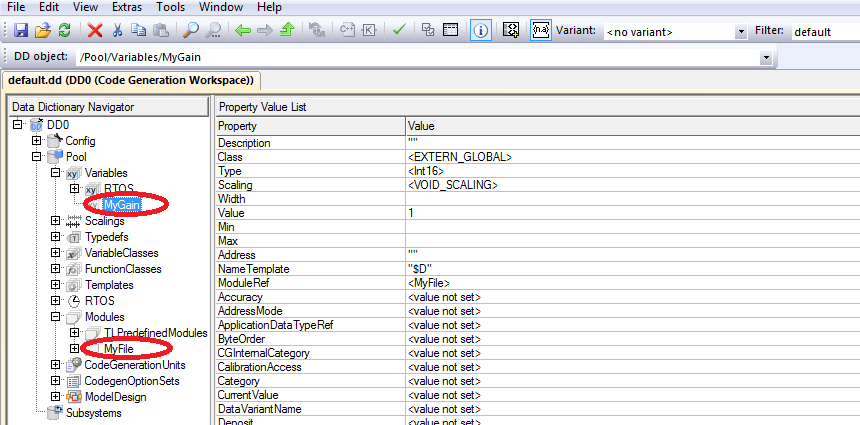 File Edit Extras Tools Window Help
Variant: <no variant> Filter: default
DD object: /Pool/Variables/MyGain
default.dd (DD0 (Code Generation Workspace))
Data Dictionary Navigator
DD0
Config
Pool
Variables
RTOS
MyGain
Scalings
Typedefs
VariableClasses
FunctionClasses
Templates
RTOS
Modules
TLPredefinedModules
MyFile
CodeGenerationUnits
CodegenOptionSets
ModelDesign
Subsystems
Property Value List
Property Value
Description ""
Class <EXTERN_GLOBAL>
Type <Int16>
Scaling <VOID_SCALING>
Width
Value 1
Min
Max
Address ""
NameTemplate "$D"
ModuleRef <MyFile>
Accuracy <value not set>
AddressMode <value not set>
ApplicationDataTypeRef <value not set>
ByteOrder <value not set>
CGInternalCategory <value not set>
CalibrationAccess <value not set>
Category <value not set>
CurrentValue <value not set>
DataVariantName <value not set>
Deposit <value not set>